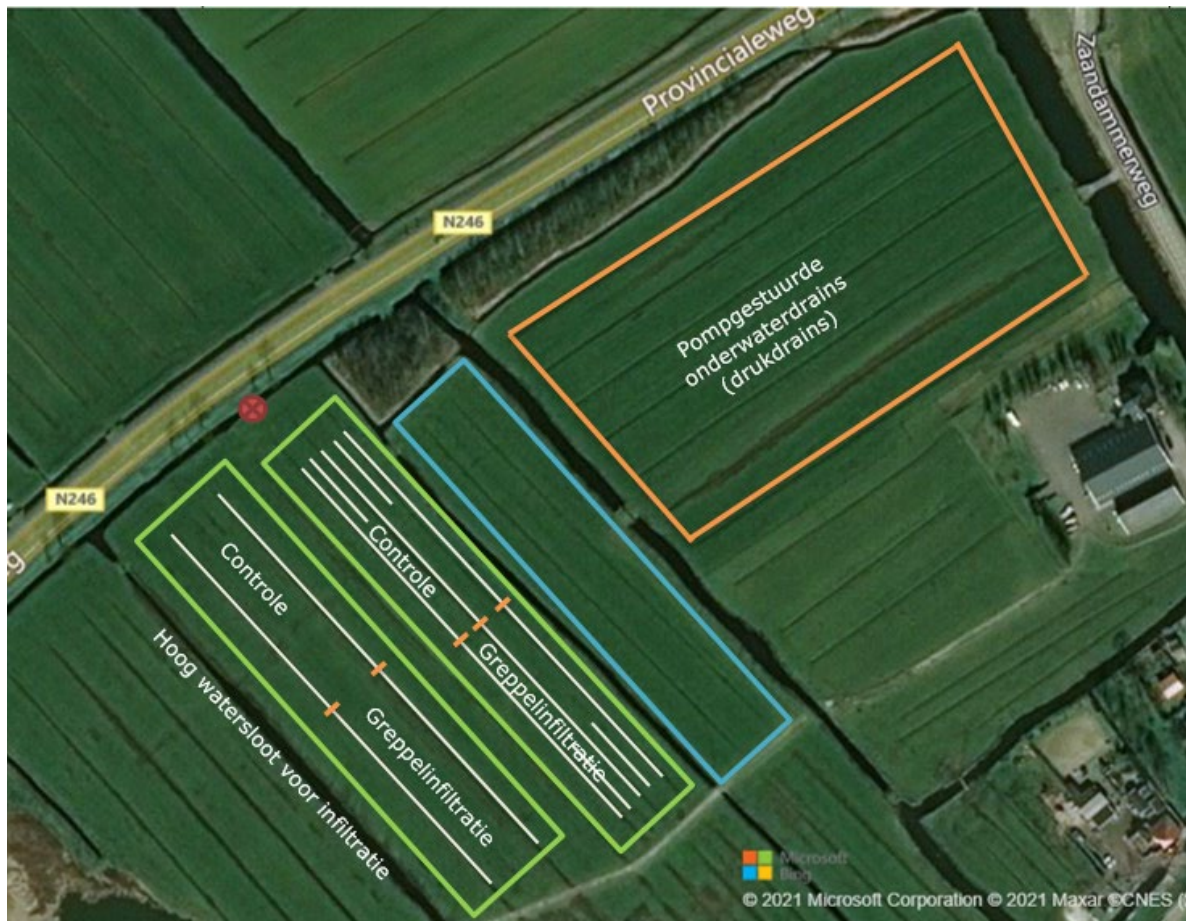 Provincialeweg
Zaandammerweg
N246
Pompgestuurde
onderwaterdrains
(drukdrains)
N246
g
Controle
Controle
Greppelinfiltratie
Greppelinfiltratie
Hoog watersloot voor infiltratie
Microsoft
Bing
© 2021 Microsoft Corporation © 2021 Maxar ©CNES (